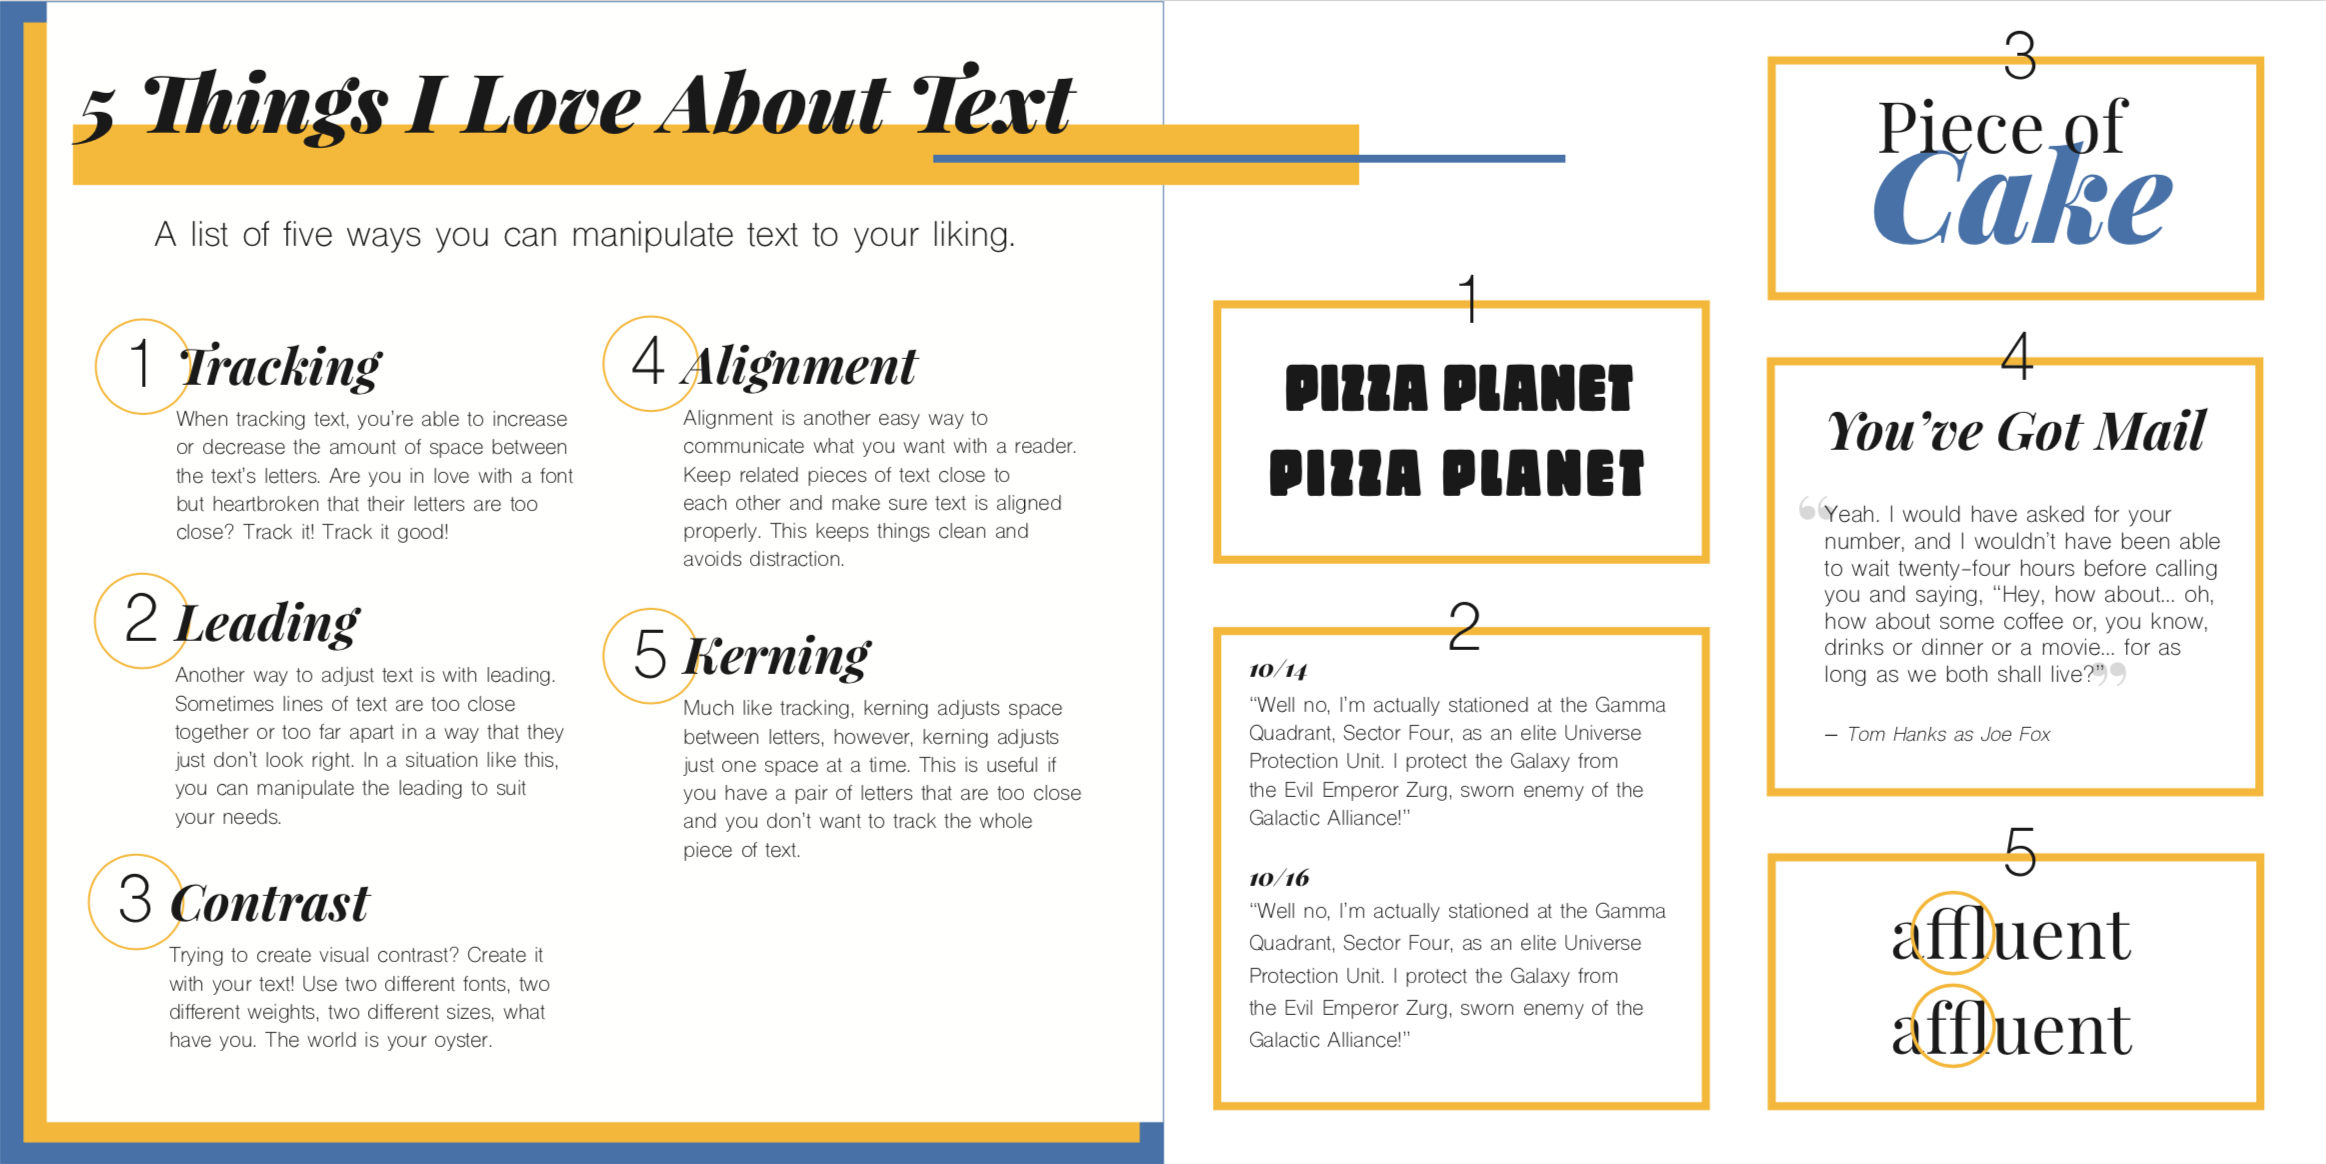 5 Things I Love About Text
A list of five ways you can manipulate text to your liking.
1 Tracking
When tracking text, you're able to increase
or decrease the amount of space between
the text's letters. Are you in love with a font
but heartbroken that their letters are too
close? Track it! Track it good!
2 Leading
Another way to adjust text is with leading.
Sometimes lines of text are too close
together or too far apart in a way that they
just don't look right. In a situation like this,
you can manipulate the leading to suit
your needs.
3 Contrast
Trying to create visual contrast? Create it
with your text! Use two different fonts, two
different weights, two different sizes, what
have you. The world is your oyster.
4 Alignment
Alignment is another easy way to
communicate what you want with a reader.
Keep related pieces of text close to
each other and make sure text is aligned
properly. This keeps things clean and
avoids distraction.
5 Kerning
Much like tracking, kerning adjusts space
between letters, however, kerning adjusts
just one space at a time. This is useful if
you have a pair of letters that are too close
and you don't want to track the whole
piece of text.
1
PIZZA PLANET
PIZZA PLANET
2
10/14
“Well no, I'm actually stationed at the Gamma
Quadrant, Sector Four, as an elite Universe
Protection Unit. I protect the Galaxy from
the Evil Emperor Zurg, sworn enemy of the
Galactic Alliance!”
10/16
“Well no, I'm actually stationed at the Gamma
Quadrant, Sector Four, as an elite Universe
Protection Unit. I protect the Galaxy from
the Evil Emperor Zurg, sworn enemy of the
Galactic Alliance!”
3
Piece of
Cake
4
You've Got Mail
“Yeah. I would have asked for your
number, and I wouldn't have been able
to wait twenty-four hours before calling
you and saying, “Hey, how about... oh,
how about some coffee or, you know,
drinks or dinner or a movie... for as
long as we both shall live?””
– Tom Hanks as Joe Fox
5
affluent
affluent